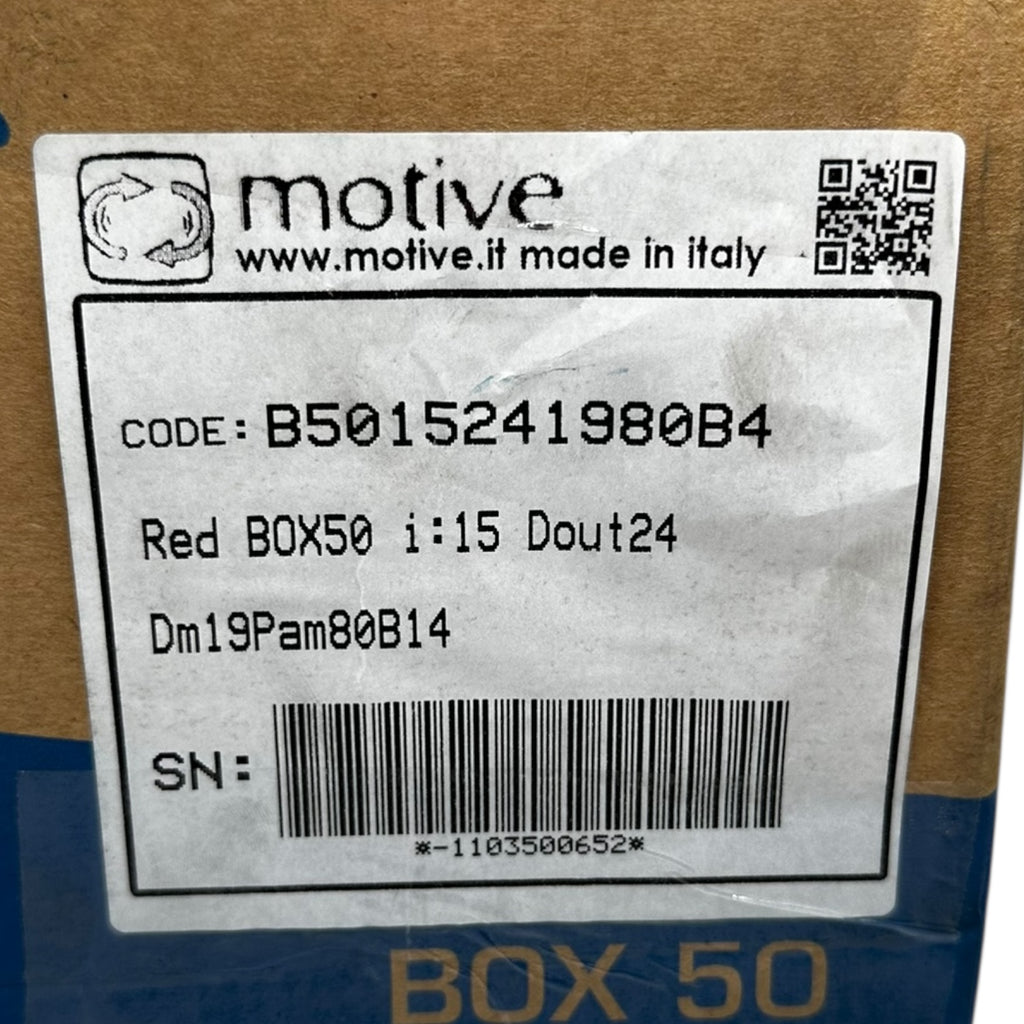 motive
www.motive.it made in italy
CODE: B5015241980B4
Red BOX50 i:15 Dout24
Dm19Pam80B14
SN:
*-1103500652*
BOX 50